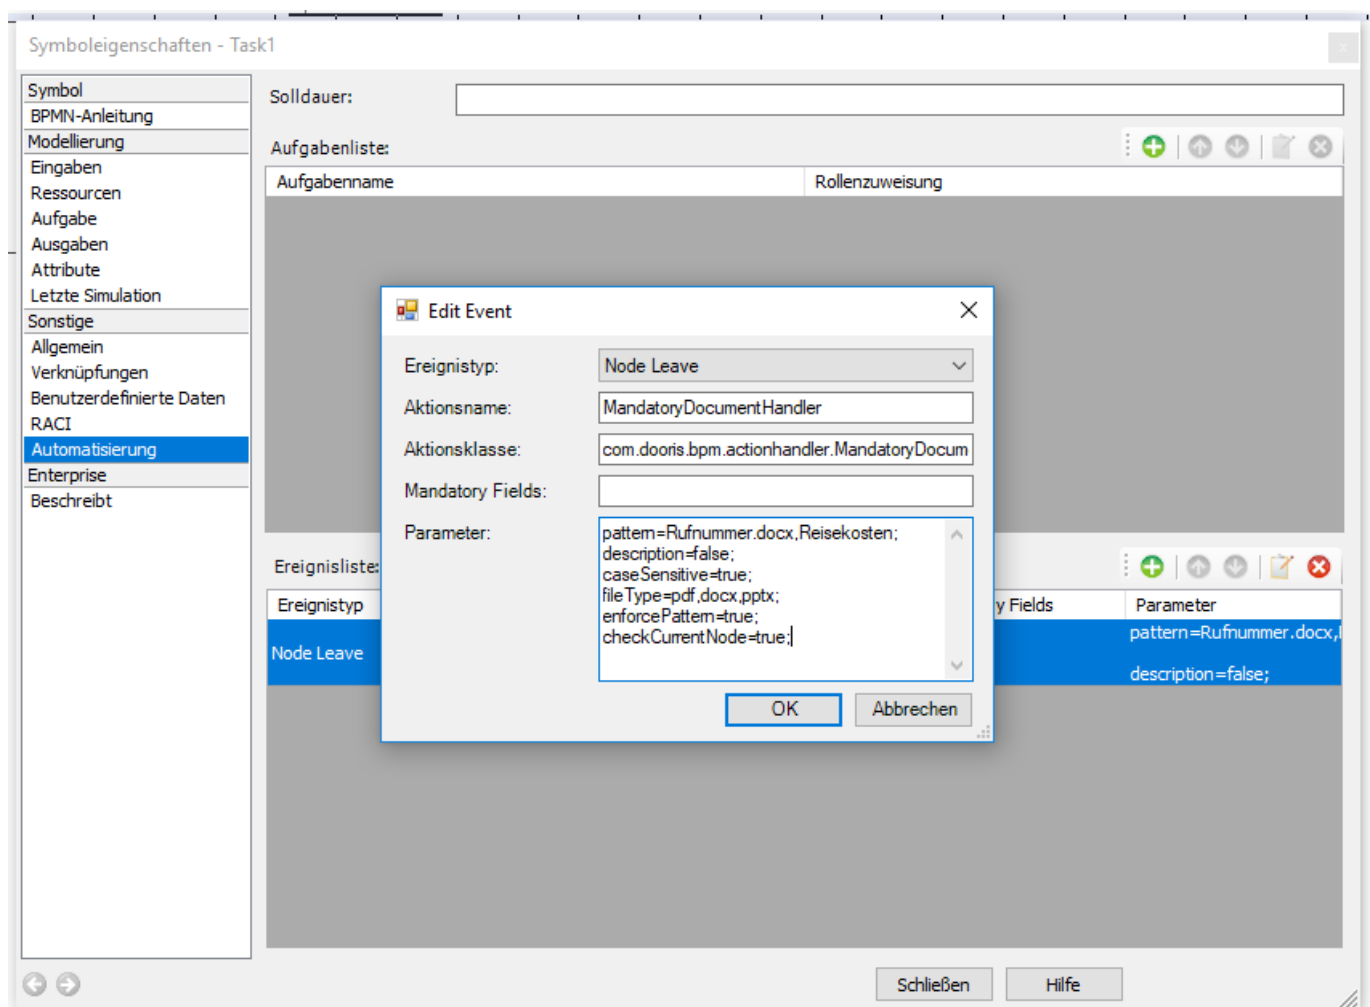 Symboleigenschaften - Task1
Symbol
BPMN-Anleitung
Modellierung
Eingaben
Ressourcen
Aufgabe
Ausgaben
Attribute
Letzte Simulation
Sonstige
Allgemein
Verknüpfungen
Benutzerdefinierte Daten
RACI
Automatisierung
Enterprise
Beschreibt
Solldauer:
Aufgabenliste:
Aufgabenname Rollenzuweisung
Edit Event
Ereignistyp: Node Leave
Aktionsname: MandatoryDocumentHandler
Aktionsklasse: com.dooris.bpm.actionhandler.MandatoryDocum
Mandatory Fields:
Parameter:
pattern=Rufnummer.docx,Reisekosten;
description=false;
caseSensitive=true;
fileType=pdf,docx,pptx;
enforcePattern=true;
checkCurrentNode=true;
OK Abbrechen
Ereignisliste:
Ereignistyp y Fields Parameter
Node Leave
pattern=Rufnummer.docx,
description=false;
Schließen Hilfe